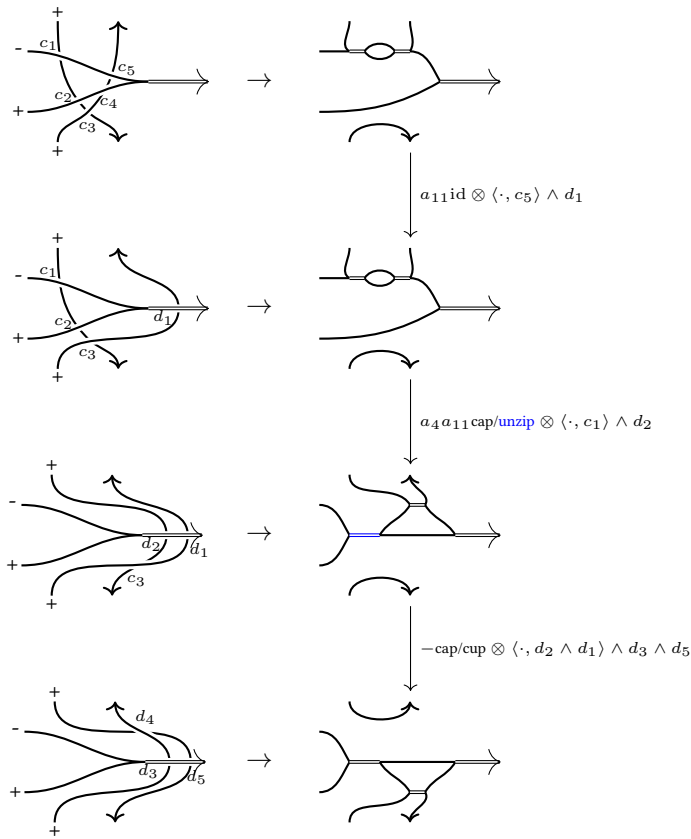 +
- c₁
c₅
c₂ c₄
+ c₃
+
→
a₁₁id ⊗ ⟨·, c₅⟩ ∧ d₁
+
- c₁
c₂ d₁
+ c₃
+
→
a₄a₁₁cap/unzip ⊗ ⟨·, c₁⟩ ∧ d₂
+
-
d₂ d₁
+ c₃
+
→
−cap/cup ⊗ ⟨·, d₂ ∧ d₁⟩ ∧ d₃ ∧ d₅
+
- d₄
d₃ d₅
+
+
→